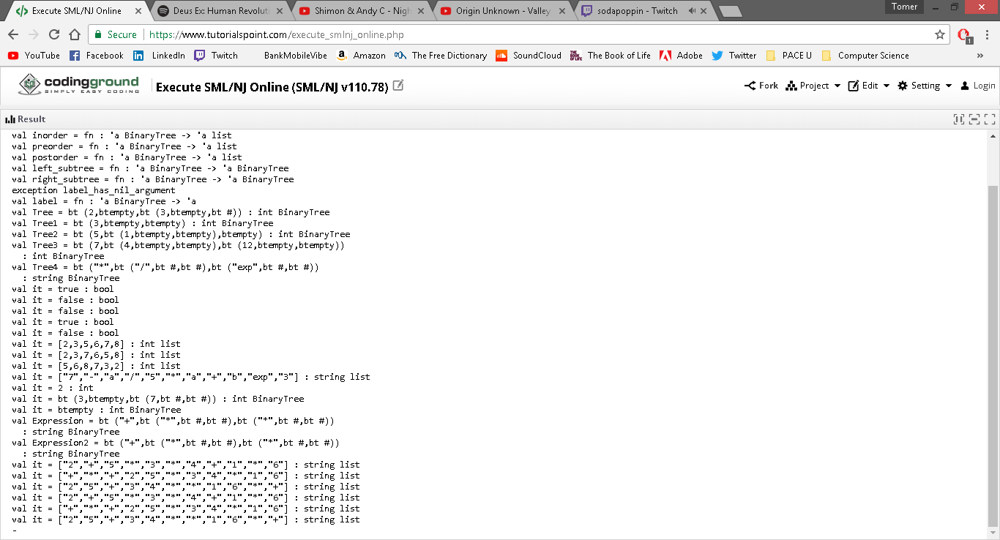 Execute SML/NJ Online
Deus Ex: Human Revoluti
Shimon & Andy C - Nigh
Origin Unknown - Valley
sodapoppin - Twitch
Tomer
Secure https://www.tutorialspoint.com/execute_smlnj_online.php
1
YouTube Facebook LinkedIn Twitch BankMobileVibe Amazon The Free Dictionary SoundCloud The Book of Life Adobe Twitter PACE U Computer Science »
codingground
SIMPLY EASY CODING
Execute SML/NJ Online (SML/NJ v110.78)
Fork Project Edit Setting Login
Result
val inorder = fn : 'a BinaryTree -> 'a list
val preorder = fn : 'a BinaryTree -> 'a list
val postorder = fn : 'a BinaryTree -> 'a list
val left_subtree = fn : 'a BinaryTree -> 'a BinaryTree
val right_subtree = fn : 'a BinaryTree -> 'a BinaryTree
exception label_has_nil_argument
val label = fn : 'a BinaryTree -> 'a
val Tree = bt (2,btempty,bt (3,btempty,bt #)) : int BinaryTree
val Tree1 = bt (3,btempty,btempty) : int BinaryTree
val Tree2 = bt (5,bt (1,btempty,btempty),btempty) : int BinaryTree
val Tree3 = bt (7,bt (4,btempty,btempty),bt (12,btempty,btempty))
: int BinaryTree
val Tree4 = bt ("*",bt ("/",bt #,bt #),bt ("exp",bt #,bt #))
: string BinaryTree
val it = true : bool
val it = false : bool
val it = false : bool
val it = true : bool
val it = false : bool
val it = [2,3,5,6,7,8] : int list
val it = [2,3,7,6,5,8] : int list
val it = [5,6,8,7,3,2] : int list
val it = ["7","-","a","/","5","*","a","+","b","exp","3"] : string list
val it = 2 : int
val it = bt (3,btempty,bt (7,bt #,bt #)) : int BinaryTree
val it = btempty : int BinaryTree
val Expression = bt ("+",bt ("*",bt #,bt #),bt ("*",bt #,bt #))
: string BinaryTree
val Expression2 = bt ("+",bt ("*",bt #,bt #),bt ("*",bt #,bt #))
: string BinaryTree
val it = ["2","+","5","*","3","*","4","+","1","*","6"] : string list
val it = ["+","*","+","2","5","*","3","4","*","1","6"] : string list
val it = ["2","5","+","3","4","*","*","1","6","*","+"] : string list
val it = ["2","+","5","*","3","*","4","+","1","*","6"] : string list
val it = ["+","*","+","2","5","*","3","4","*","1","6"] : string list
val it = ["2","5","+","3","4","*","*","1","6","*","+"] : string list
-